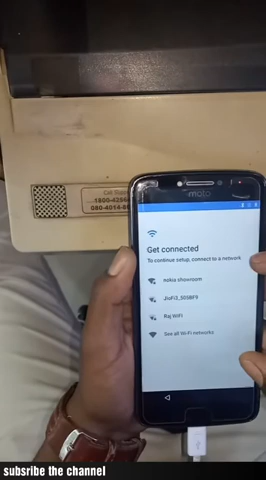 moto
Get connected
To continue setup, connect to a network
nokia showroom
JioFi3_5058F9
Raj WiFi
See all Wi-Fi networks
subsribe the channel